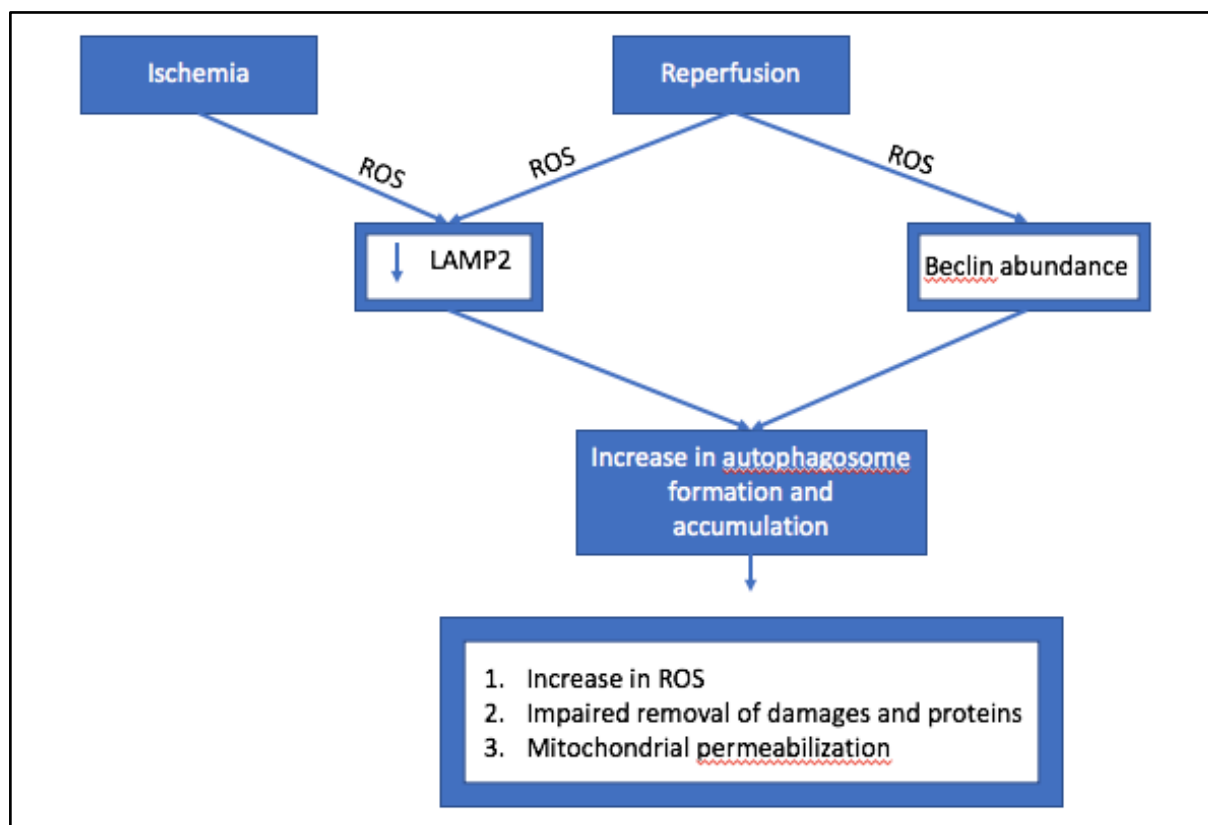 Ischemia
Reperfusion
ROS
ROS
ROS
LAMP2
Beclin abundance
Increase in autophagosome
formation and
accumulation
1. Increase in ROS
2. Impaired removal of damages and proteins
3. Mitochondrial permeabilization